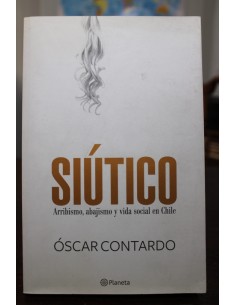 SIÚTICO
Arribismo, abajismo y vida social en Chile
ÓSCAR CONTARDO
Planeta